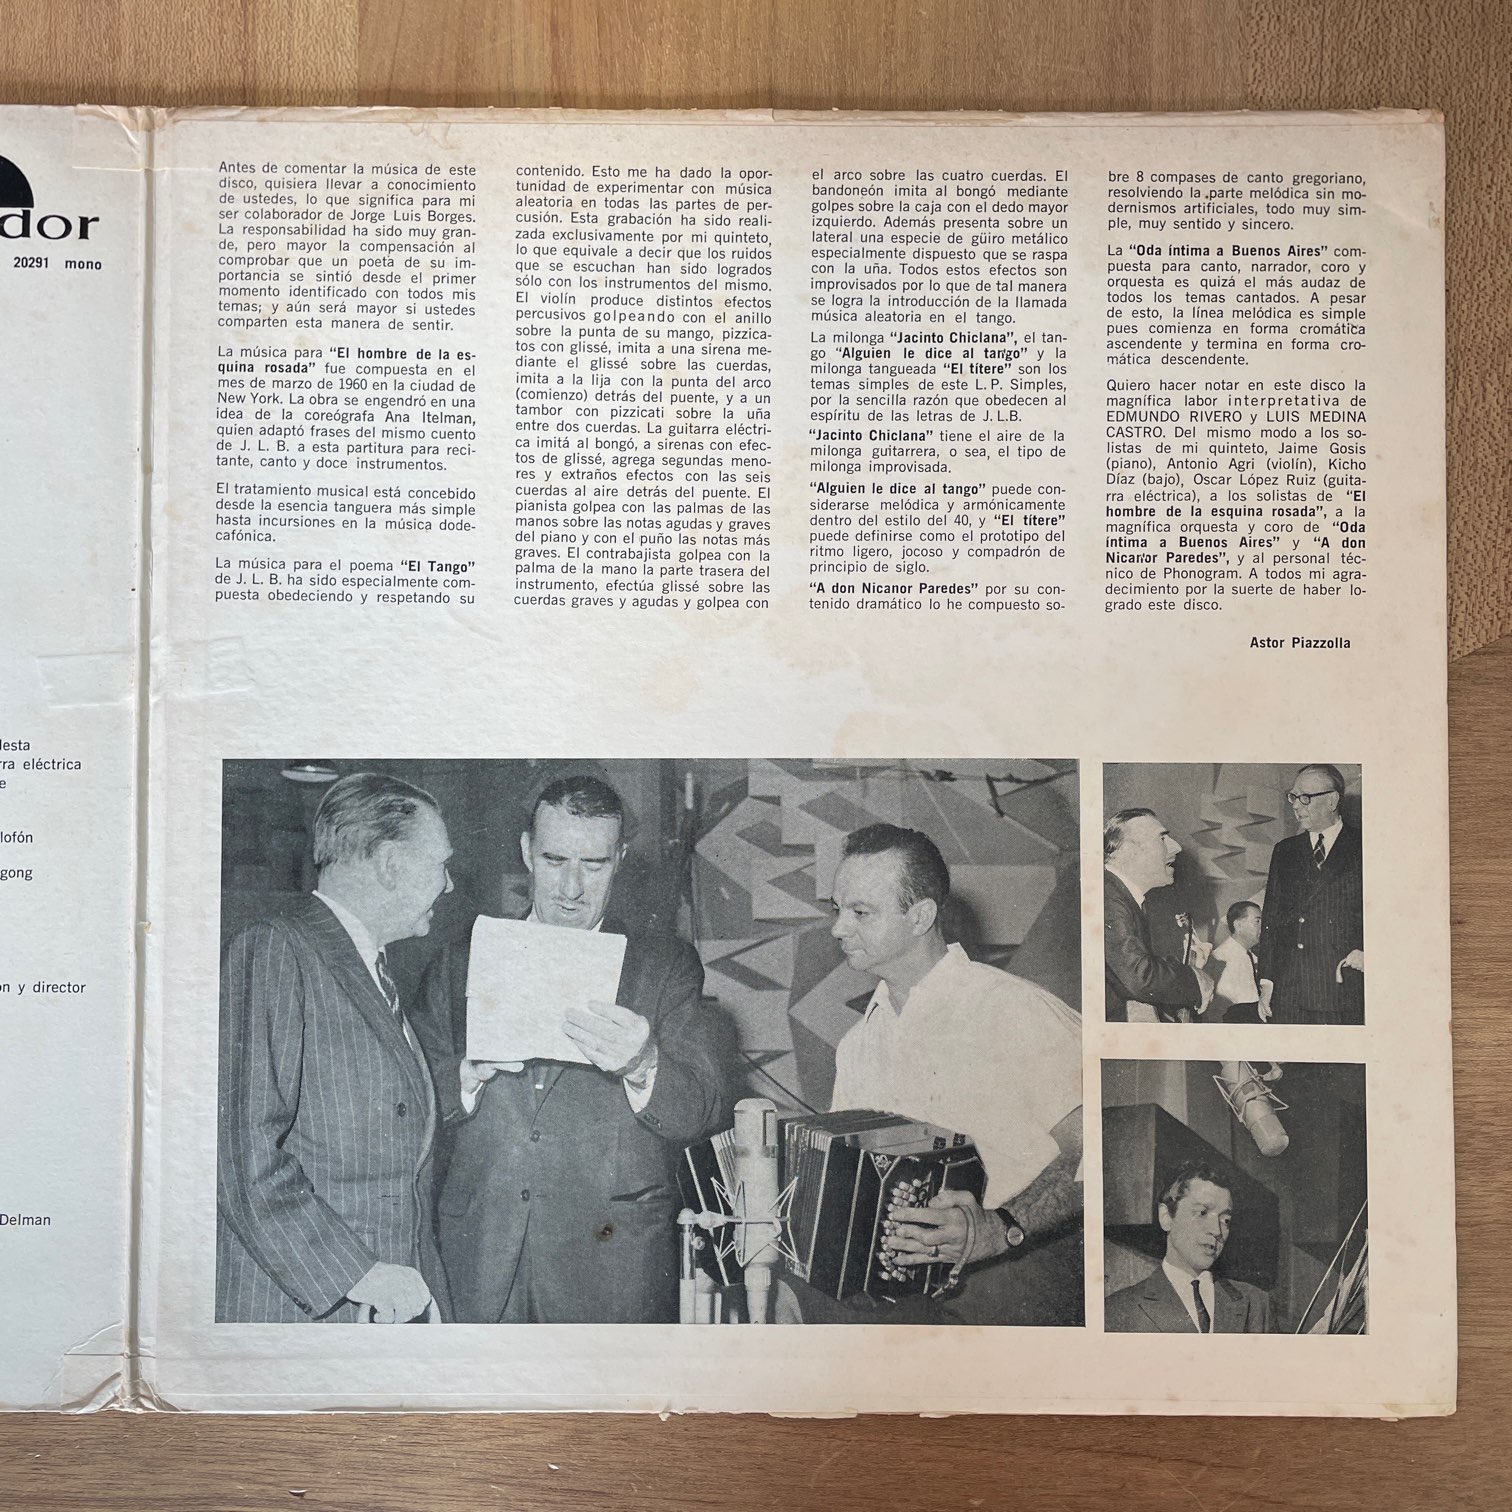 dor
20291 mono
lesta
rra eléctrica
e
lofón
gong
ón y director
Delman
Antes de comentar la música de este
disco, quisiera llevar a conocimiento
de ustedes, lo que significa para mi
ser colaborador de Jorge Luis Borges.
La responsabilidad ha sido muy gran-
de, pero mayor la compensación al
comprobar que un poeta de su im-
portancia se sintió desde el primer
momento identificado con todos mis
temas; y aún será mayor si ustedes
comparten esta manera de sentir.
La música para "El hombre de la es-
quina rosada" fue compuesta en el
mes de marzo de 1960 en la ciudad de
New York. La obra se engendró en una
idea de la coreógrafa Ana Itelman,
quien adaptó frases del mismo cuento
de J. L. B. a esta partitura para reci-
tante, canto y doce instrumentos.
El tratamiento musical está concebido
desde la esencia tanguera más simple
hasta incursiones en la música dode-
cafónica.
La música para el poema "El Tango"
de J. L. B. ha sido especialmente com-
puesta obedeciendo y respetando su
contenido. Esto me ha dado la opor-
tunidad de experimentar con música
aleatoria en todas las partes de per-
cusión. Esta grabación ha sido reali-
zada exclusivamente por mi quinteto,
lo que equivale a decir que los ruidos
que se escuchan han sido logrados
sólo con los instrumentos del mismo.
El violín produce distintos efectos
percusivos golpeando con el anillo
sobre la punta de su mango, pizzica-
tos con glissé, imita a una sirena me-
diante el glissé sobre las cuerdas,
imita a la lija con la punta del arco
(comienzo) detrás del puente, y a un
tambor con pizzicati sobre la uña
entre dos cuerdas. La guitarra eléctri-
ca imitá al bongó, a sirenas con efec-
tos de glissé, agrega segundas meno-
res y extraños efectos con las seis
cuerdas al aire detrás del puente. El
pianista golpea con las palmas de las
manos sobre las notas agudas y graves
del piano y con el puño las notas más
graves. El contrabajista golpea con la
palma de la mano la parte trasera del
instrumento, efectúa glissé sobre las
cuerdas graves y agudas y golpea con
el arco sobre las cuatro cuerdas. El
bandoneón imita al bongó mediante
golpes sobre la caja con el dedo mayor
izquierdo. Además presenta sobre un
lateral una especie de güiro metálico
especialmente dispuesto que se raspa
con la uña. Todos estos efectos son
improvisados por lo que de tal manera
se logra la introducción de la llamada
música aleatoria en el tango.
La milonga "Jacinto Chiclana", el tan-
go "Alguien le dice al tango" y la
milonga tangueada "El títere" son los
temas simples de este L. P. Simples,
por la sencilla razón que obedecen al
espíritu de las letras de J. L.B.
"Jacinto Chiclana" tiene el aire de la
milonga guitarrera, o sea, el tipo de
milonga improvisada.
"Alguien le dice al tango" puede con-
siderarse melódica y armónicamente
dentro del estilo del 40, y "El títere"
puede definirse como el prototipo del
ritmo ligero, jocoso y compadrón de
principio de siglo.
"A don Nicanor Paredes" por su con-
tenido dramático lo he compuesto so-
bre 8 compases de canto gregoriano,
resolviendo la parte melódica sin mo-
dernismos artificiales, todo muy sim-
ple, muy sentido y sincero.
La "Oda íntima a Buenos Aires" com-
puesta para canto, narrador, coro y
orquesta es quizá el más audaz de
todos los temas cantados. A pesar
de esto, la línea melódica es simple
pues comienza en forma cromática
ascendente y termina en forma cro-
mática descendente.
Quiero hacer notar en este disco la
magnífica labor interpretativa de
EDMUNDO RIVERO y LUIS MEDINA
CASTRO. Del mismo modo a los so-
listas de mi quinteto, Jaime Gosis
(piano), Antonio Agri (violín), Kicho
Díaz (bajo), Oscar López Ruiz (guita-
rra eléctrica), a los solistas de "El
hombre de la esquina rosada", a la
magnífica orquesta y coro de "Oda
íntima a Buenos Aires" y "A don
Nicanor Paredes", y al personal téc-
nico de Phonogram. A todos mi agra-
decimiento por la suerte de haber lo-
grado este disco.
Astor Piazzolla